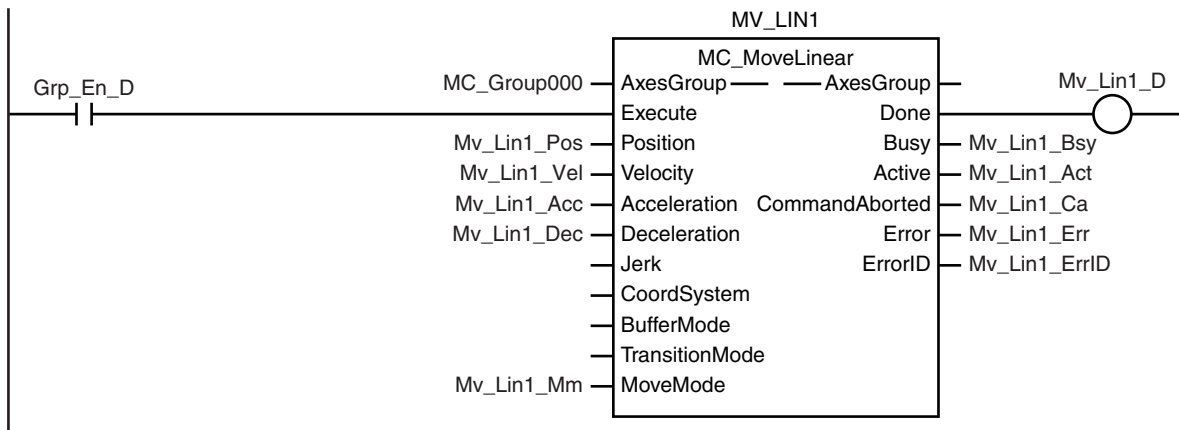 MV_LIN1
MC_MoveLinear
MC_Group000 AxesGroup AxesGroup
Grp_En_D Mv_Lin1_D
Execute Done
Mv_Lin1_Pos Position Busy Mv_Lin1_Bsy
Mv_Lin1_Vel Velocity Active Mv_Lin1_Act
Mv_Lin1_Acc Acceleration CommandAborted Mv_Lin1_Ca
Mv_Lin1_Dec Deceleration Error Mv_Lin1_Err
Jerk ErrorID Mv_Lin1_ErrID
CoordSystem
BufferMode
TransitionMode
Mv_Lin1_Mm MoveMode